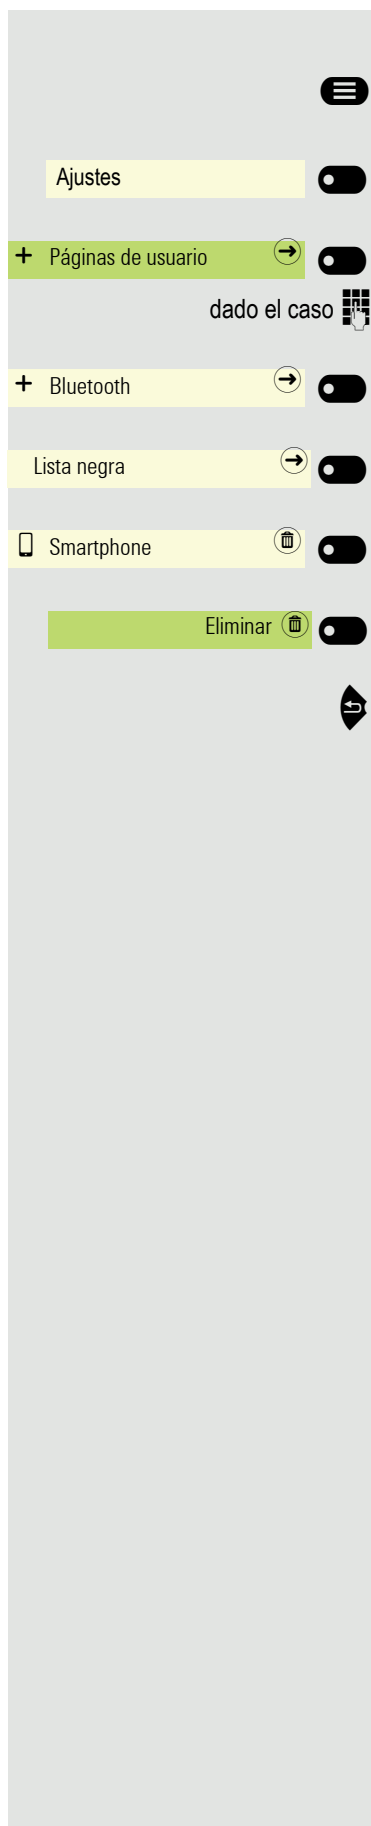 Ajustes
Páginas de usuario
dado el caso
Bluetooth
Lista negra
Smartphone
Eliminar